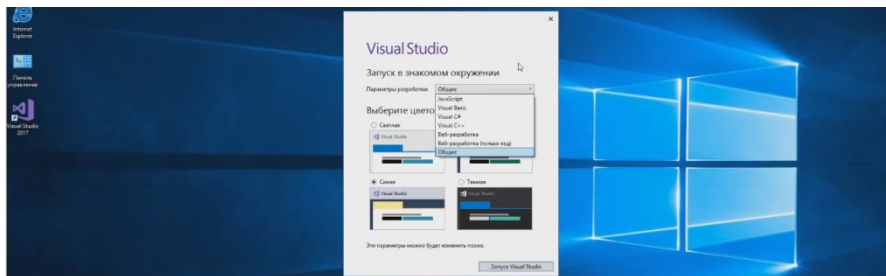 Internet
Explorer
Панель
управления
Visual Studio
2017
Visual Studio
Запуск в знакомом окружении
Параметры разработки:
Общие
JavaScript
Visual Basic
Visual C#
Visual C++
Веб-разработка
Веб-разработка (только код)
Общие
Выберите цвето
Светлая
Visual Studio
Синяя
Темная
Visual Studio
Visual Studio
Эти параметры можно будет изменить позже.
Запуск Visual Studio